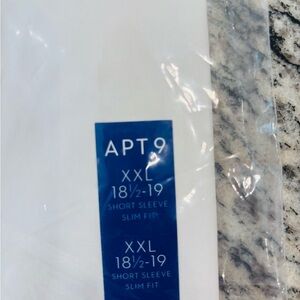 APT.9
XXL
18½-19
SHORT SLEEVE
SLIM FIT
XXL
18½-19
SHORT SLEEVE
SLIM FIT